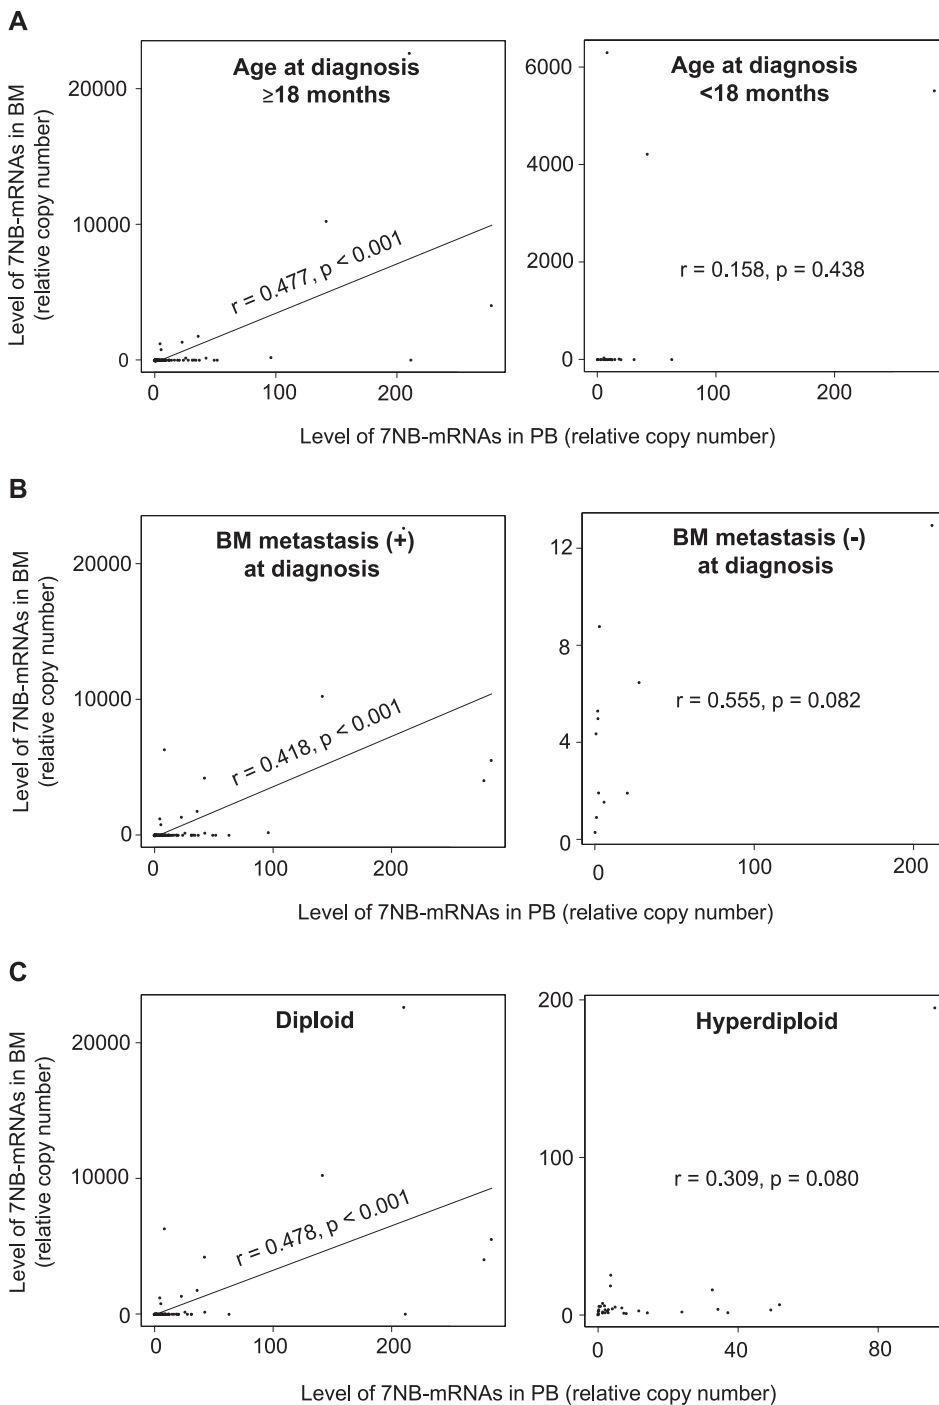 A
Level of 7NB-mRNAs in BM
(relative copy number)
20000
10000
0
Age at diagnosis
≥18 months
r = 0.477, p < 0.001
0
100
200
6000
4000
2000
0
Age at diagnosis
<18 months
r = 0.158, p = 0.438
0
100
200
Level of 7NB-mRNAs in PB (relative copy number)
B
Level of 7NB-mRNAs in BM
(relative copy number)
20000
10000
0
BM metastasis (+)
at diagnosis
r = 0.418, p < 0.001
0
100
200
12
8
4
0
BM metastasis (-)
at diagnosis
r = 0.555, p = 0.082
0
100
200
Level of 7NB-mRNAs in PB (relative copy number)
C
Level of 7NB-mRNAs in BM
(relative copy number)
20000
10000
0
Diploid
r = 0.478, p < 0.001
0
100
200
200
100
0
Hyperdiploid
r = 0.309, p = 0.080
0
40
80
Level of 7NB-mRNAs in PB (relative copy number)